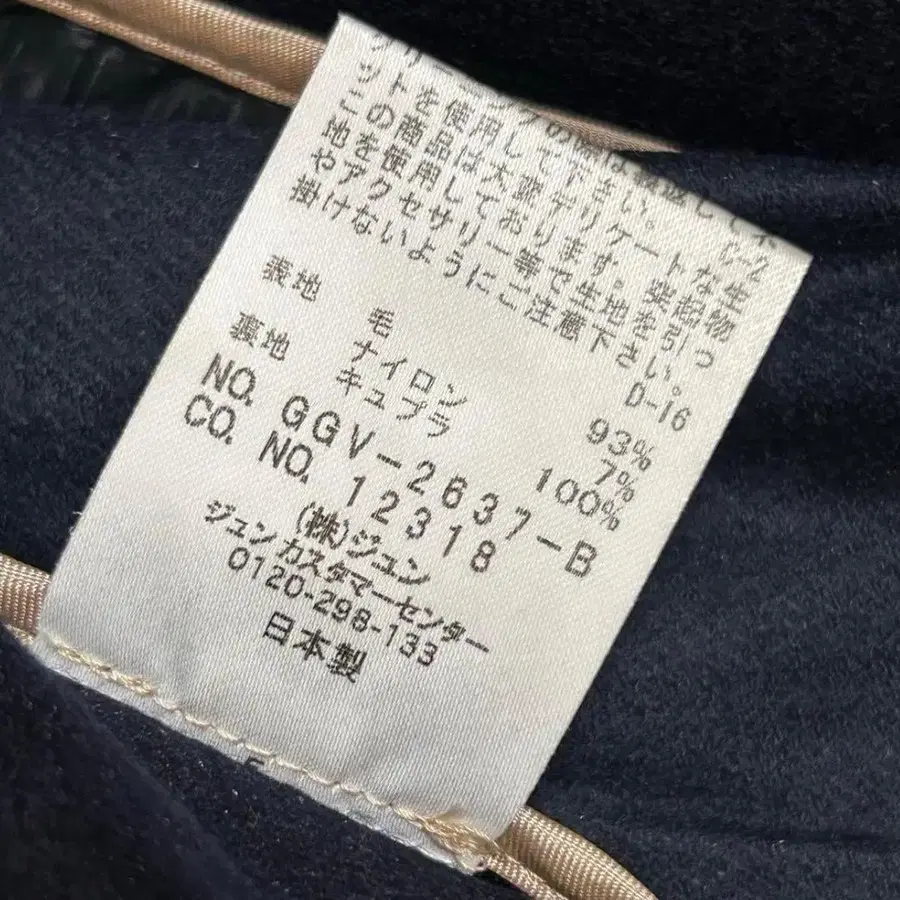 ットを使用して下さい。 C-2
この商品は大変デリケートな生
地を使用しております。突起物
やアクセサリー等で生地を引っ
掛けないようにご注意下さい。
D-16
表地 毛 93%
ナイロン 7%
裏地 キュプラ 100%
NO. GGV-2637-B
CO. NO. 12318
(株)ジュン
ジュンカスタマーセンター
0120-298-133
日本製